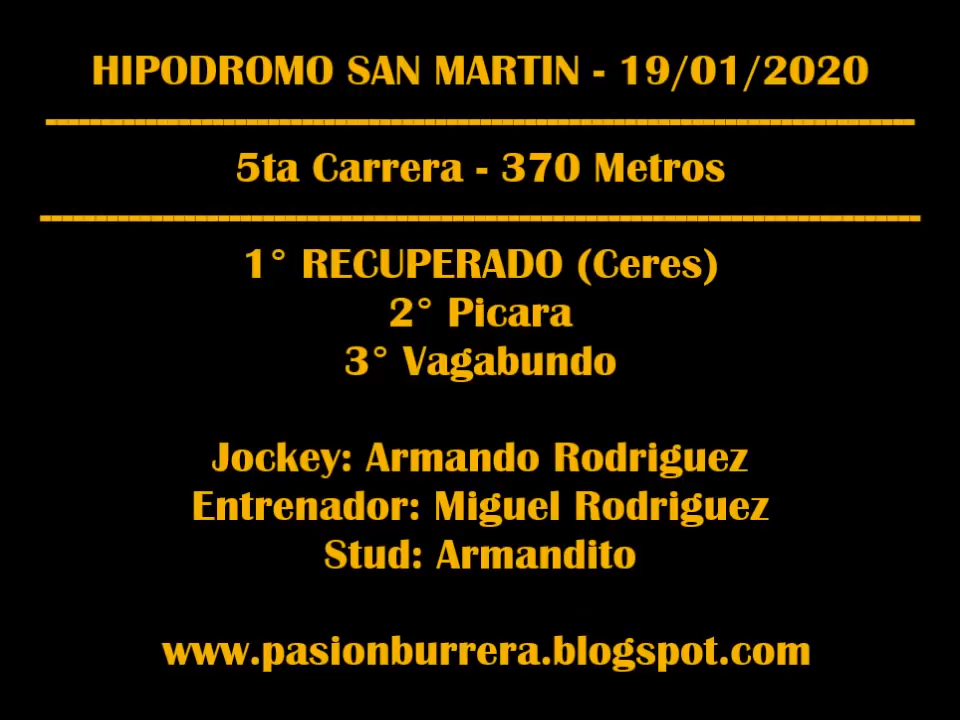 HIPODROMO SAN MARTIN - 19/01/2020
5ta Carrera - 370 Metros
1° RECUPERADO (Ceres)
2° Picara
3° Vagabundo
Jockey: Armando Rodriguez
Entrenador: Miguel Rodriguez
Stud: Armandito
www.pasionburrera.blogspot.com